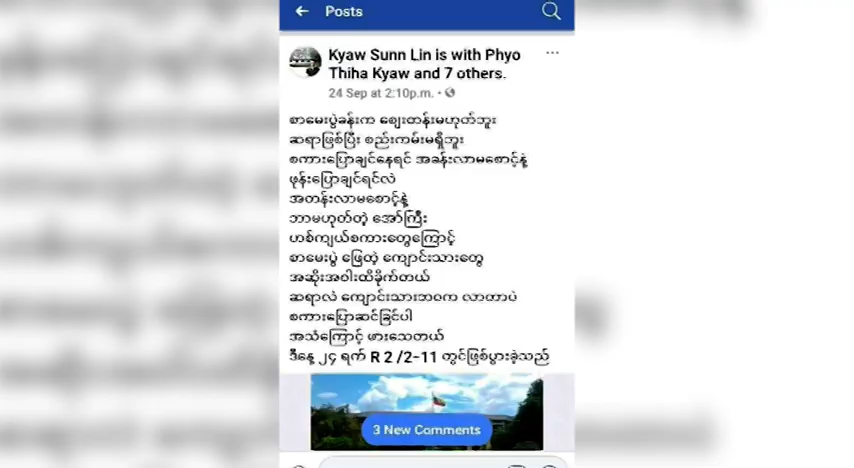 Posts
Kyaw Sunn Lin is with Phyo
Thiha Kyaw and 7 others.
24 Sep at 2:10p.m. •
စာမေးပွဲခန်းက ဈေးတန်းမဟုတ်ဘူး
ဆရာဖြစ်ပြီး စည်းကမ်းမရှိဘူး
စကားပြောချင်နေရင် အခန်းလာမစောင့်နဲ့
ဖုန်းပြောချင်ရင်လဲ
အတန်းလာမစောင့်နဲ့
ဘာမဟုတ်တဲ့ အော်ကြီး
ဟစ်ကျယ်စကားတွေကြောင့်
စာမေးပွဲ ဖြေတဲ့ ကျောင်းသားတွေ
အဆိုးအဝါးထိခိုက်တယ်
ဆရာလဲ ကျောင်းသားဘဝက လာတာပဲ
စကားပြောဆင်ခြင်ပါ
အသံကြောင့် ဖားသေတယ်
ဒီနေ့ ၂၄ ရက် R 2 /2-11 တွင်ဖြစ်ပွားခဲ့သည်
3 New Comments